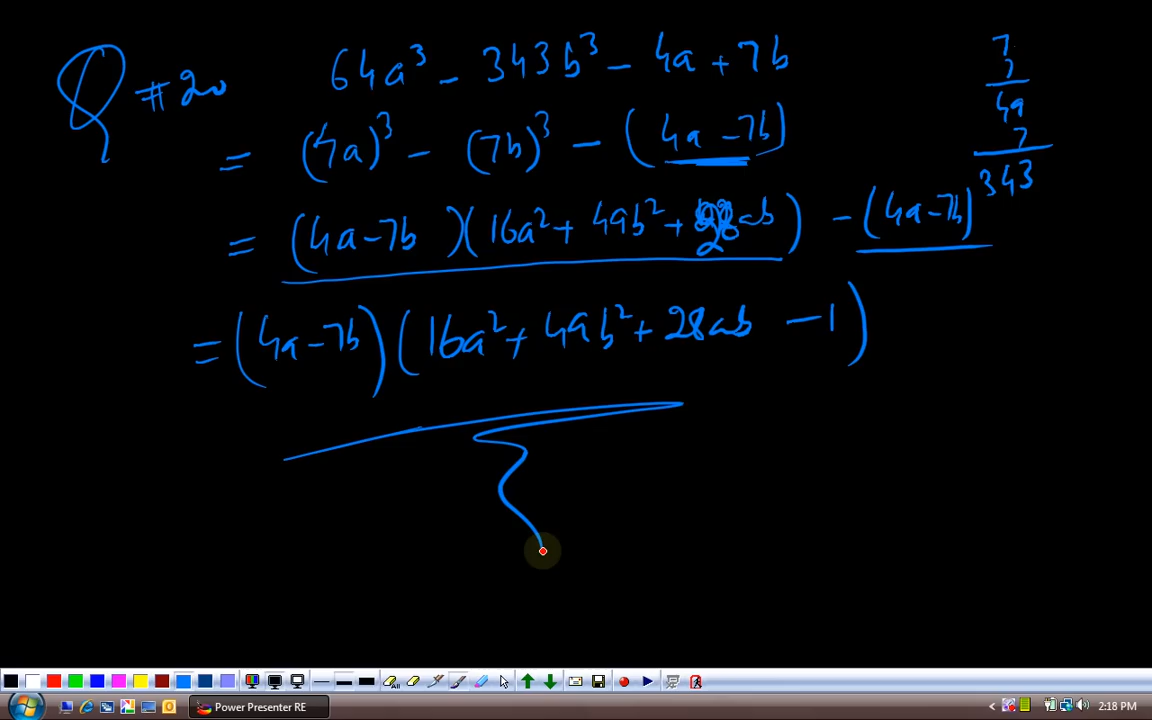 Q #20 64a³ - 343b³ - 4a + 7b
= (4a)³ - (7b)³ - (4a - 7b)
= (4a - 7b)(16a² + 49b² + 28ab) - (4a - 7b)
= (4a - 7b)(16a² + 49b² + 28ab - 1)
7
7
49
7
343
Power Presenter RE
2:18 PM